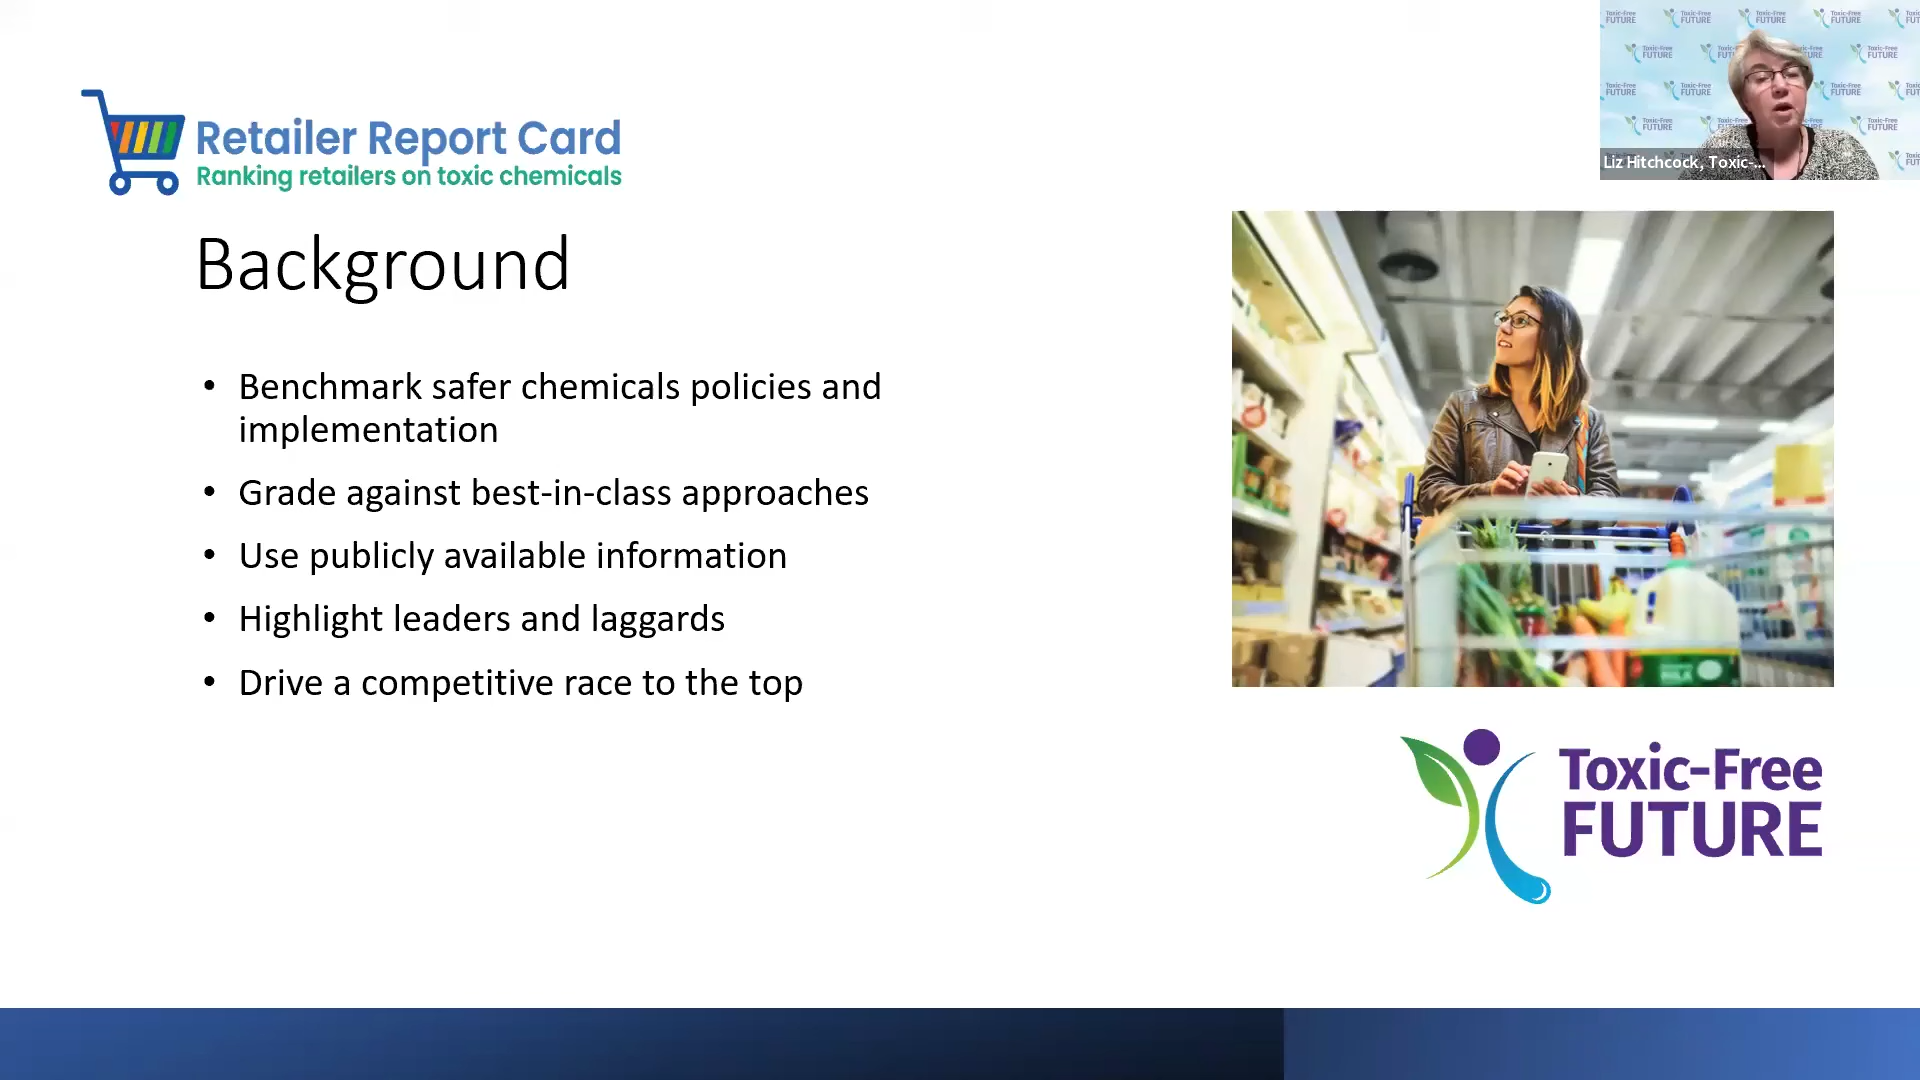 Retailer Report Card
Ranking retailers on toxic chemicals
Liz Hitchcock, Toxic-...
Background
• Benchmark safer chemicals policies and
implementation
• Grade against best-in-class approaches
• Use publicly available information
• Highlight leaders and laggards
• Drive a competitive race to the top
Toxic-Free
FUTURE